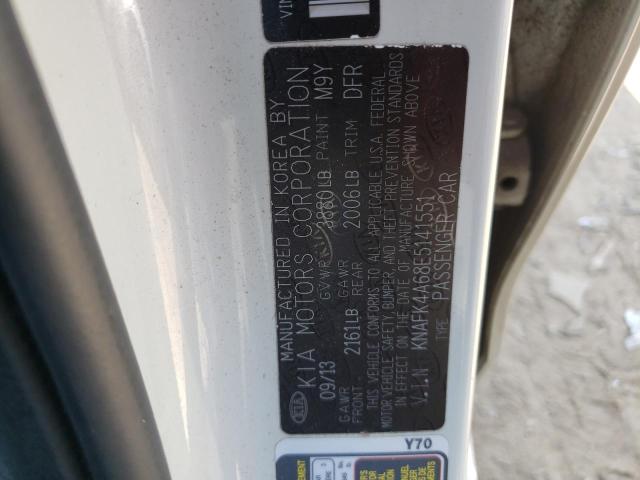 VIN
MANUFACTURED IN KOREA BY
KIA MOTORS CORPORATION
09/13 GVWR 3880LB PAINT M9Y
GAWR FRONT 2161LB GAWR REAR 2006LB TRIM DFR
THIS VEHICLE CONFORMS TO ALL APPLICABLE U.S.A. FEDERAL
MOTOR VEHICLE SAFETY BUMPER, AND THEFT PREVENTION STANDARDS
IN EFFECT ON THE DATE OF MANUFACTURE SHOWN ABOVE
V.I.N KNAFK4A68E5141551
TYPE: PASSENGER CAR
KIA
Y70